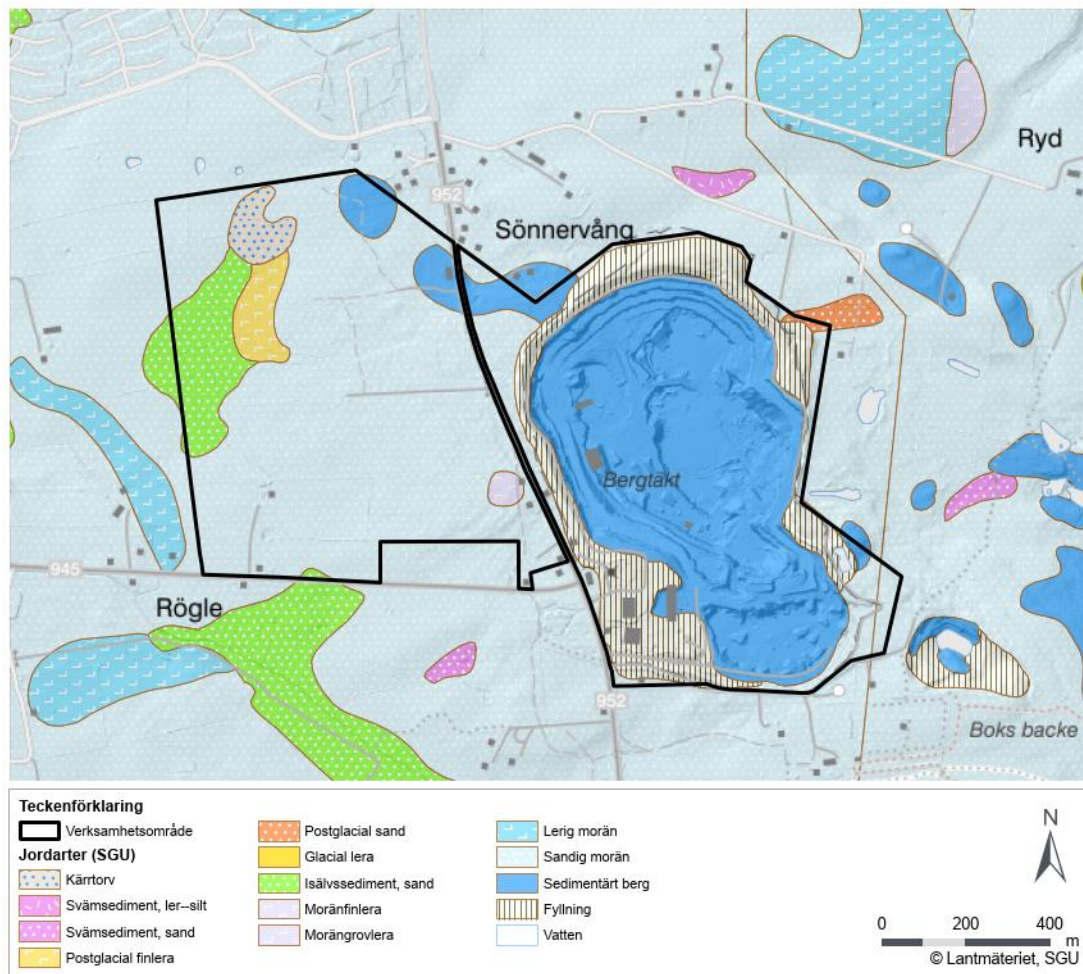 Ryd
952
Sönnervång
Bergtäkt
945
Rögle
952
Boks backe
Teckenförklaring
Verksamhetsområde
Jordarter (SGU)
Kärrtorv
Svämsediment, ler--silt
Svämsediment, sand
Postglacial finlera
Postglacial sand
Glacial lera
Isälvssediment, sand
Moränfinlera
Morängrovlera
Lerig morän
Sandig morän
Sedimentärt berg
Fyllning
Vatten
N
0 200 400
m
© Lantmäteriet, SGU